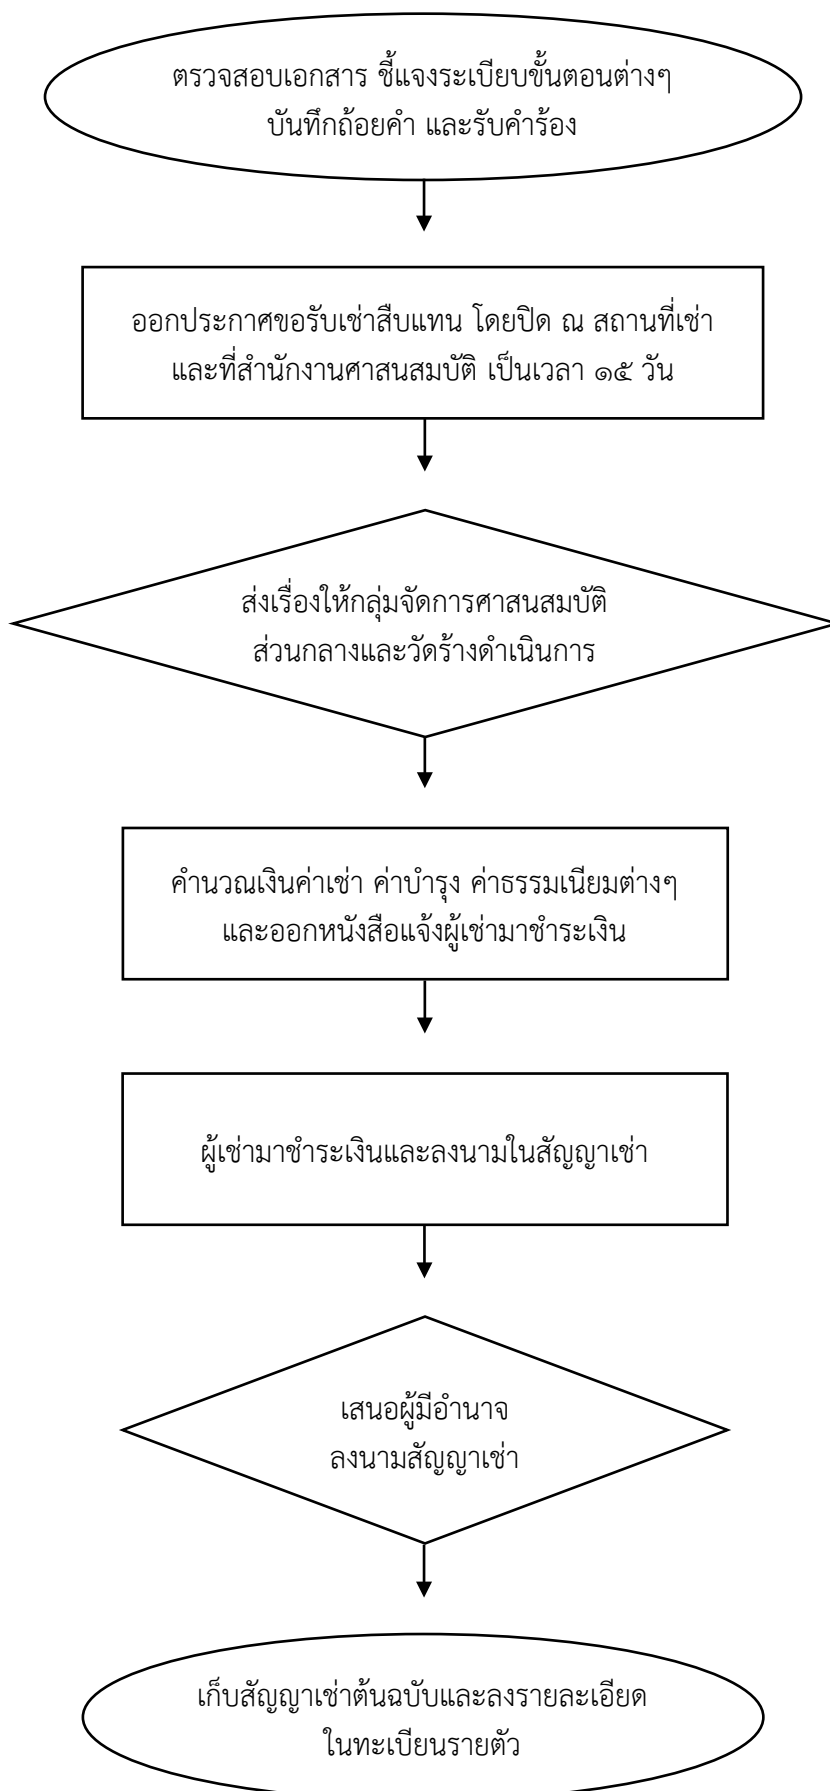 ตรวจสอบเอกสาร ชี้แจงระเบียบขั้นตอนต่างๆ
บันทึกถ้อยคำ และรับคำร้อง
ออกประกาศขอรับเช่าสืบแทน โดยปิด ณ สถานที่เช่า
และที่สำนักงานศาสนสมบัติ เป็นเวลา ๑๕ วัน
ส่งเรื่องให้กลุ่มจัดการศาสนสมบัติ
ส่วนกลางและวัดร้างดำเนินการ
คำนวณเงินค่าเช่า ค่าบำรุง ค่าธรรมเนียมต่างๆ
และออกหนังสือแจ้งผู้เช่ามาชำระเงิน
ผู้เช่ามาชำระเงินและลงนามในสัญญาเช่า
เสนอผู้มีอำนาจ
ลงนามสัญญาเช่า
เก็บสัญญาเช่าต้นฉบับและลงรายละเอียด
ในทะเบียนรายตัว